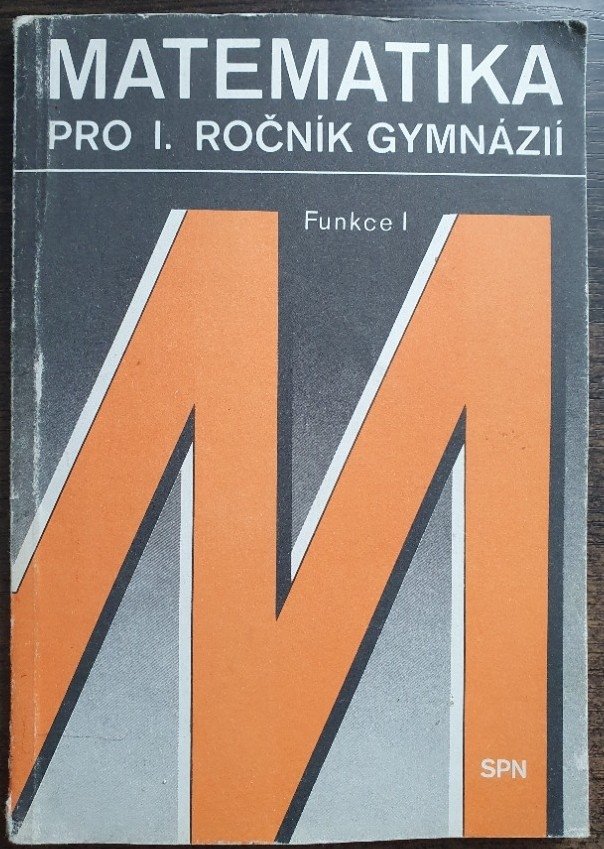 MATEMATIKA
PRO I. ROČNÍK GYMNÁZIÍ
Funkce I
SPN